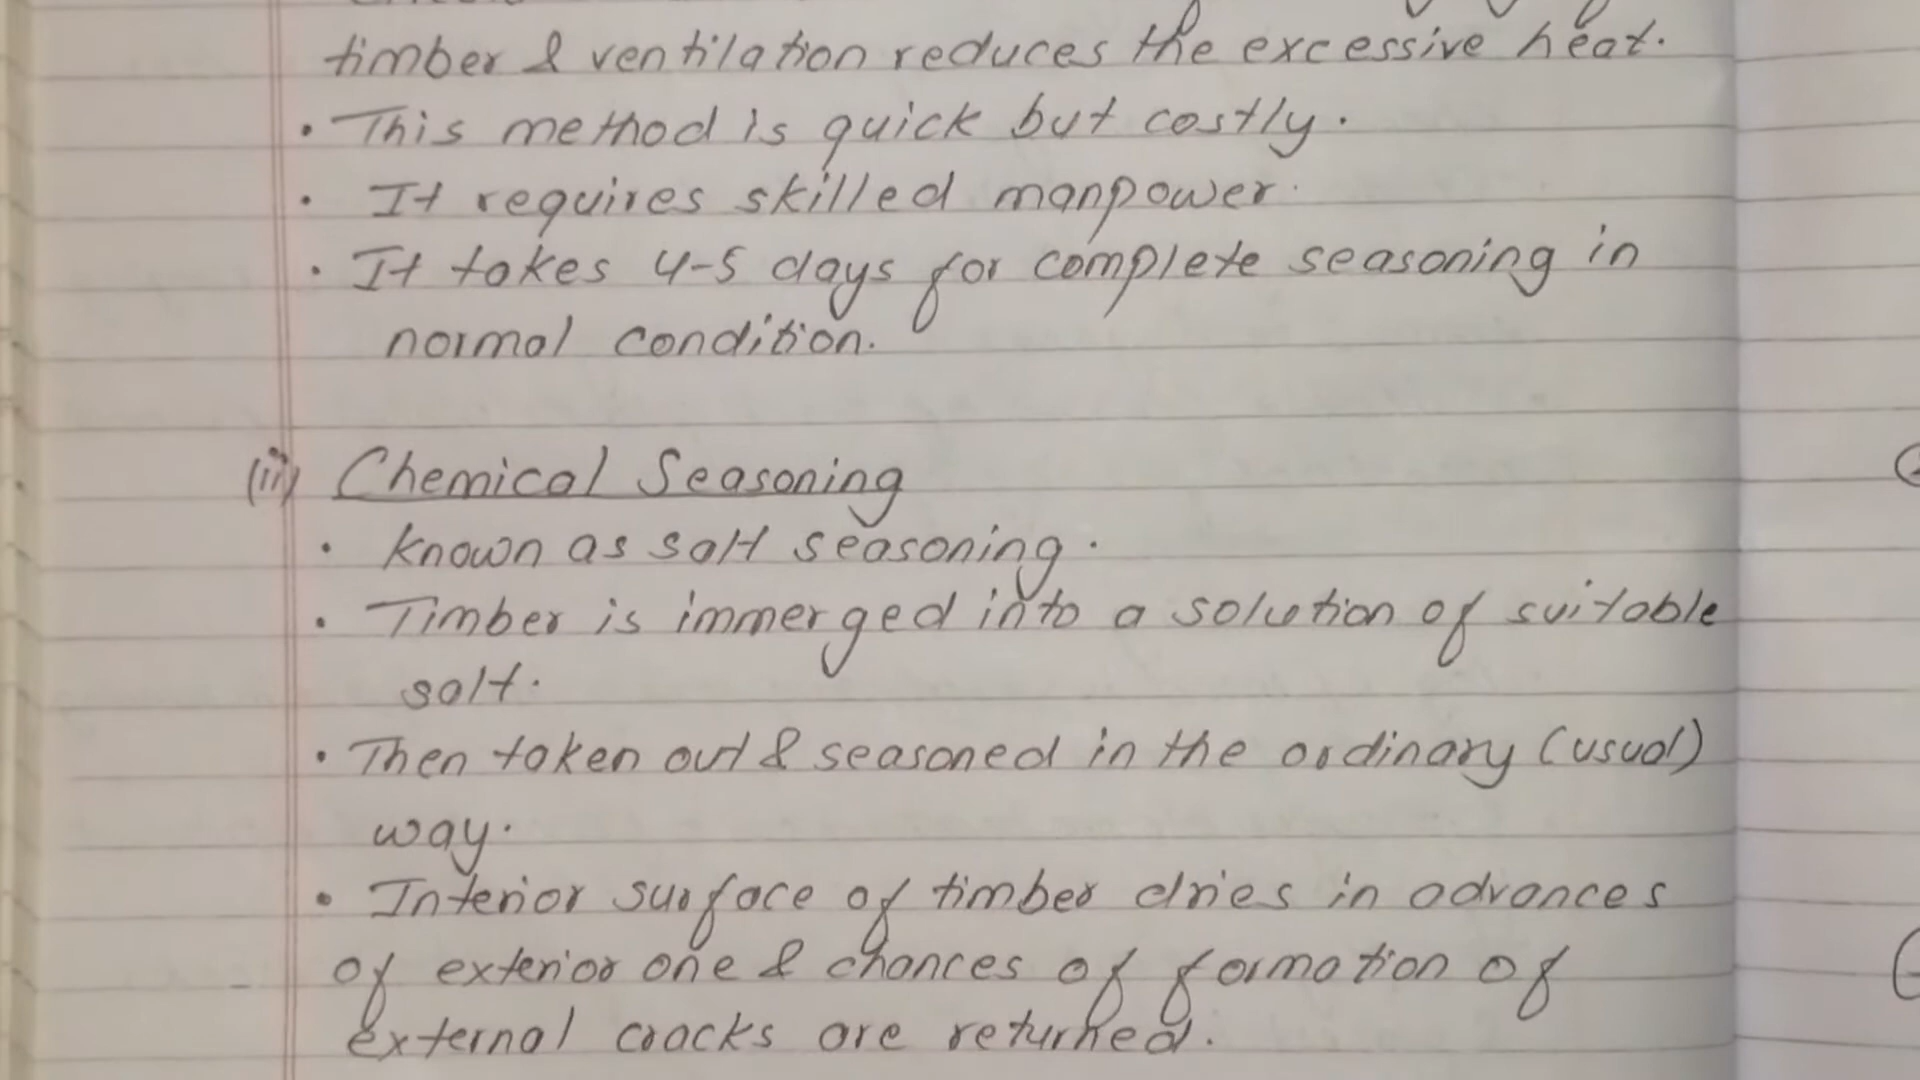 timber & ventilation reduces the excessive heat.
• This method is quick but costly.
• It requires skilled manpower.
• It takes 4-5 days for complete seasoning in
normal condition.
(ii) Chemical Seasoning
• Known as salt seasoning.
• Timber is immerged into a solution of suitable
salt.
• Then taken out & seasoned in the ordinary (usual)
way.
• Interior surface of timber dries in advances
of exterior one & chances of formation of
external cracks are returned.